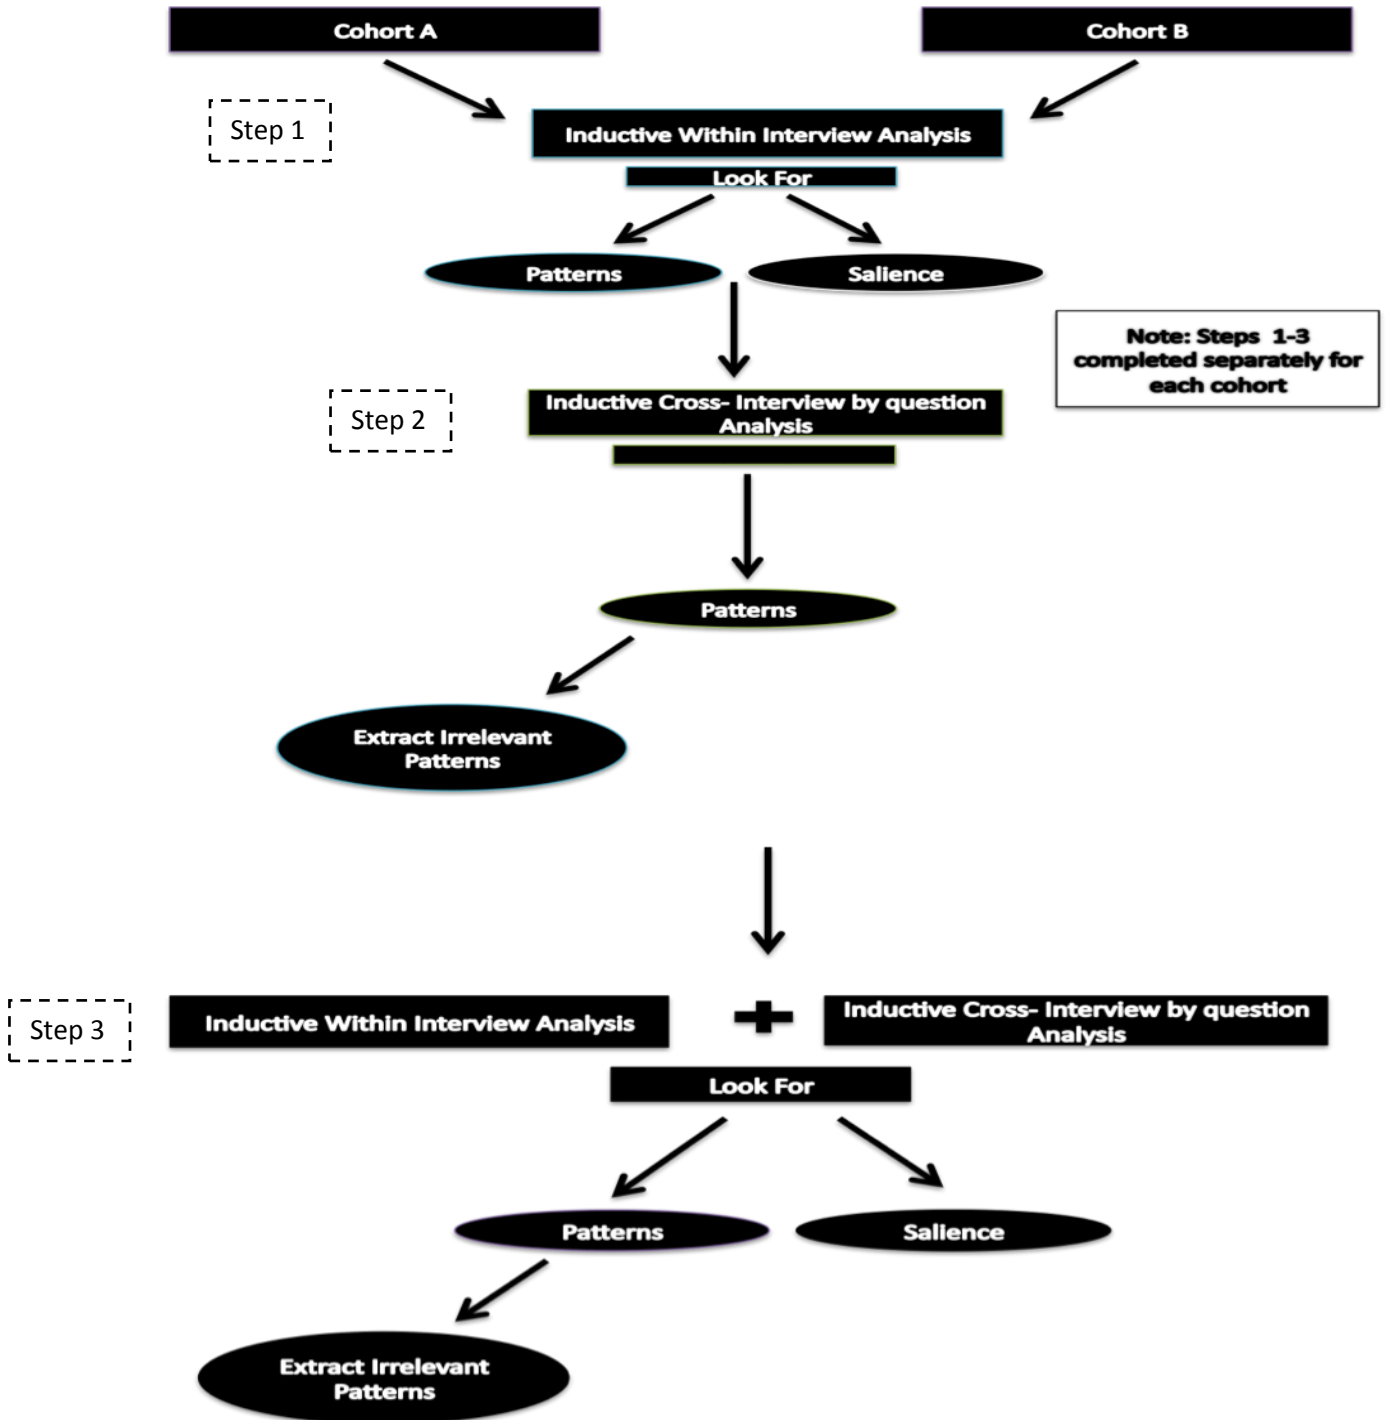 Cohort A
Cohort B
Step 1
Inductive Within Interview Analysis
Look For
Patterns
Salience
Note: Steps 1-3
completed separately for
each cohort
Step 2
Inductive Cross- Interview by question
Analysis
Patterns
Extract Irrelevant
Patterns
Step 3
Inductive Within Interview Analysis
Inductive Cross- Interview by question
Analysis
Look For
Patterns
Salience
Extract Irrelevant
Patterns